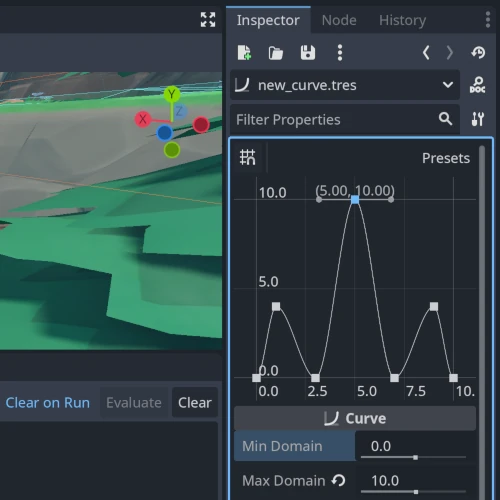 Inspector Node History
new_curve.tres
DOC
Filter Properties
Presets
Y
X
Z
10.0
(5.00, 10.00)
5.0
0.0
0.0 2.5 5.0 7.5 10.
Curve
Clear on Run Evaluate Clear
Min Domain 0.0
Max Domain 10.0